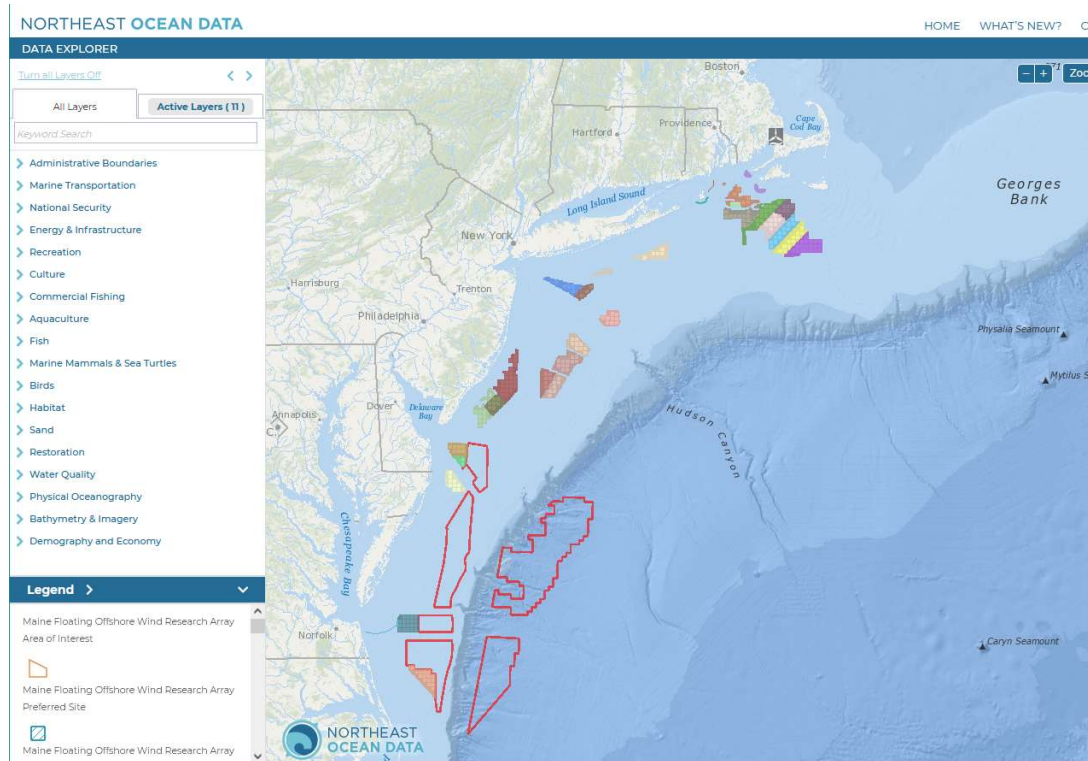 NORTHEAST OCEAN DATA
HOME WHAT'S NEW?
DATA EXPLORER
Turn all Layers Off
All Layers
Active Layers ( 11 )
Keyword Search
Administrative Boundaries
Marine Transportation
National Security
Energy & Infrastructure
Recreation
Culture
Commercial Fishing
Aquaculture
Fish
Marine Mammals & Sea Turtles
Birds
Habitat
Sand
Restoration
Water Quality
Physical Oceanography
Bathymetry & Imagery
Demography and Economy
Legend
Maine Floating Offshore Wind Research Array
Area of Interest
Maine Floating Offshore Wind Research Array
Preferred Site
Maine Floating Offshore Wind Research Array
Boston
Cape
Cod Bay
Providence
Hartford
Long Island Sound
New York
Georges
Bank
Harrisburg
Trenton
Philadelphia
Physalia Seamount
Mytilus
Annapolis
Dover
Delaware
Bay
Hudson Canyon
Chesapeake Bay
Norfolk
Caryn Seamount
NORTHEAST
OCEAN DATA